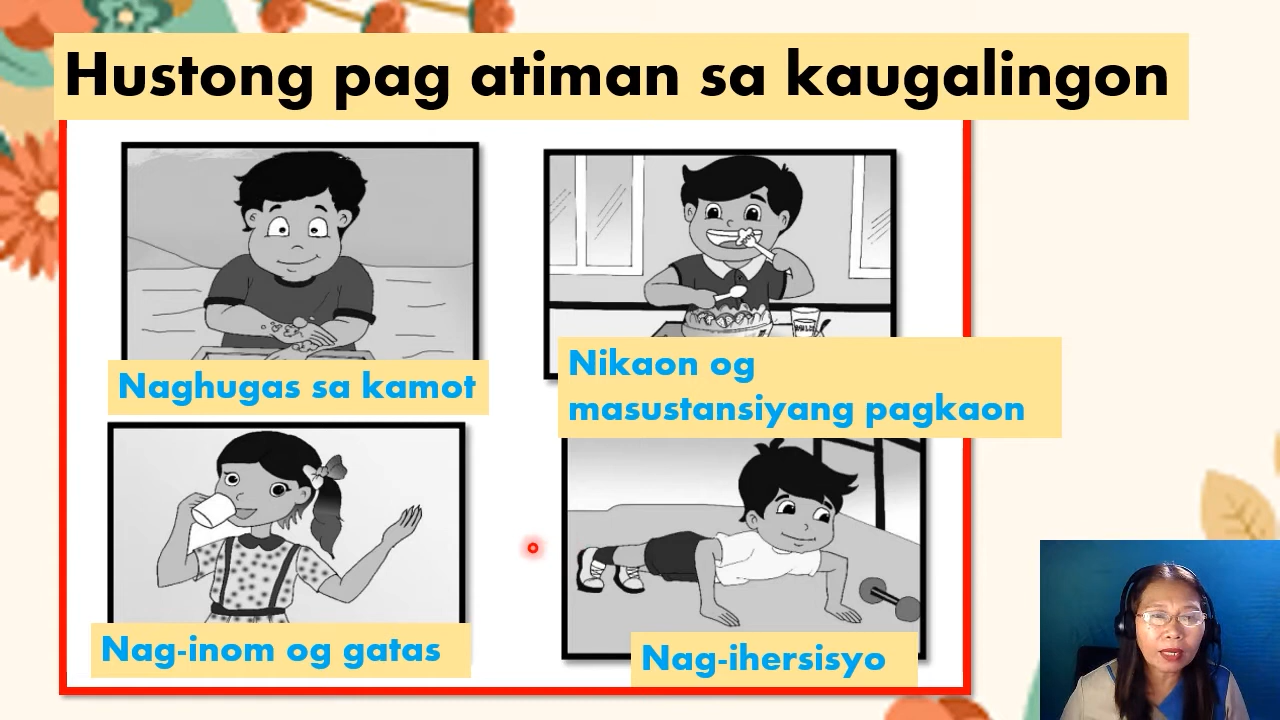 Hustong pag atiman sa kaugalingon
Naghugas sa kamot
Nikaon og
masustansiyang pagkaon
Nag-inom og gatas
Nag-ihersisyo